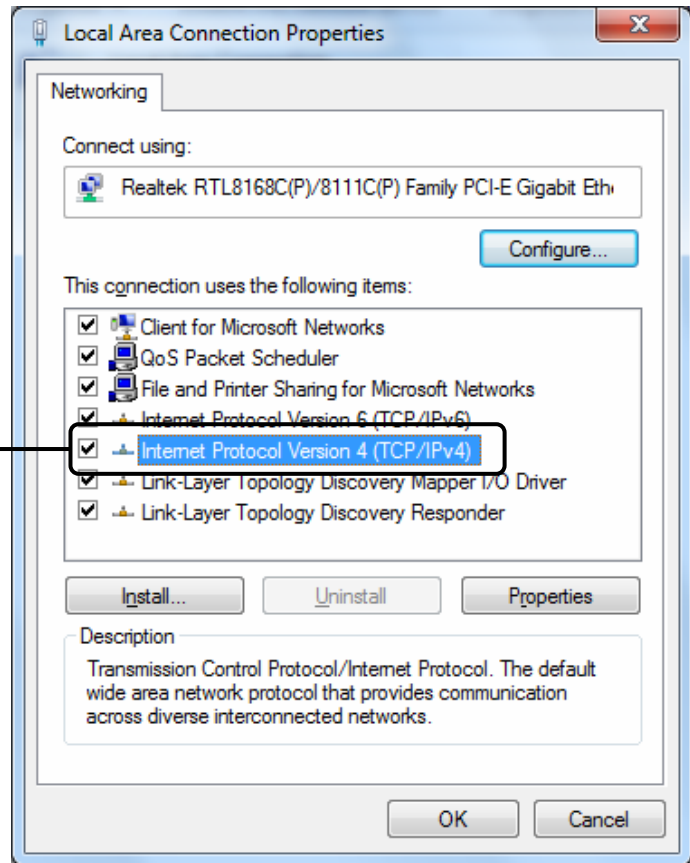 Local Area Connection Properties
Networking
Connect using:
Realtek RTL8168C(P)/8111C(P) Family PCI-E Gigabit Eth
Configure...
This connection uses the following items:
Client for Microsoft Networks
QoS Packet Scheduler
File and Printer Sharing for Microsoft Networks
Internet Protocol Version 6 (TCP/IPv6)
Internet Protocol Version 4 (TCP/IPv4)
Link-Layer Topology Discovery Mapper I/O Driver
Link-Layer Topology Discovery Responder
Install...
Uninstall
Properties
Description
Transmission Control Protocol/Internet Protocol. The default
wide area network protocol that provides communication
across diverse interconnected networks.
OK
Cancel